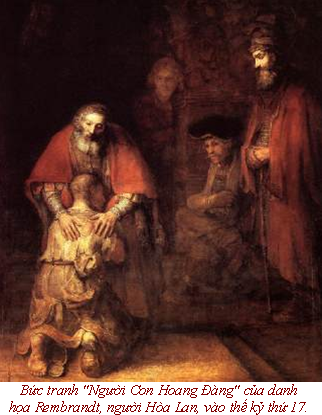 Bức tranh "Người Con Hoang Đàng" của danh
họa Rembrandt, người Hòa Lan, vào thế kỷ thứ 17.